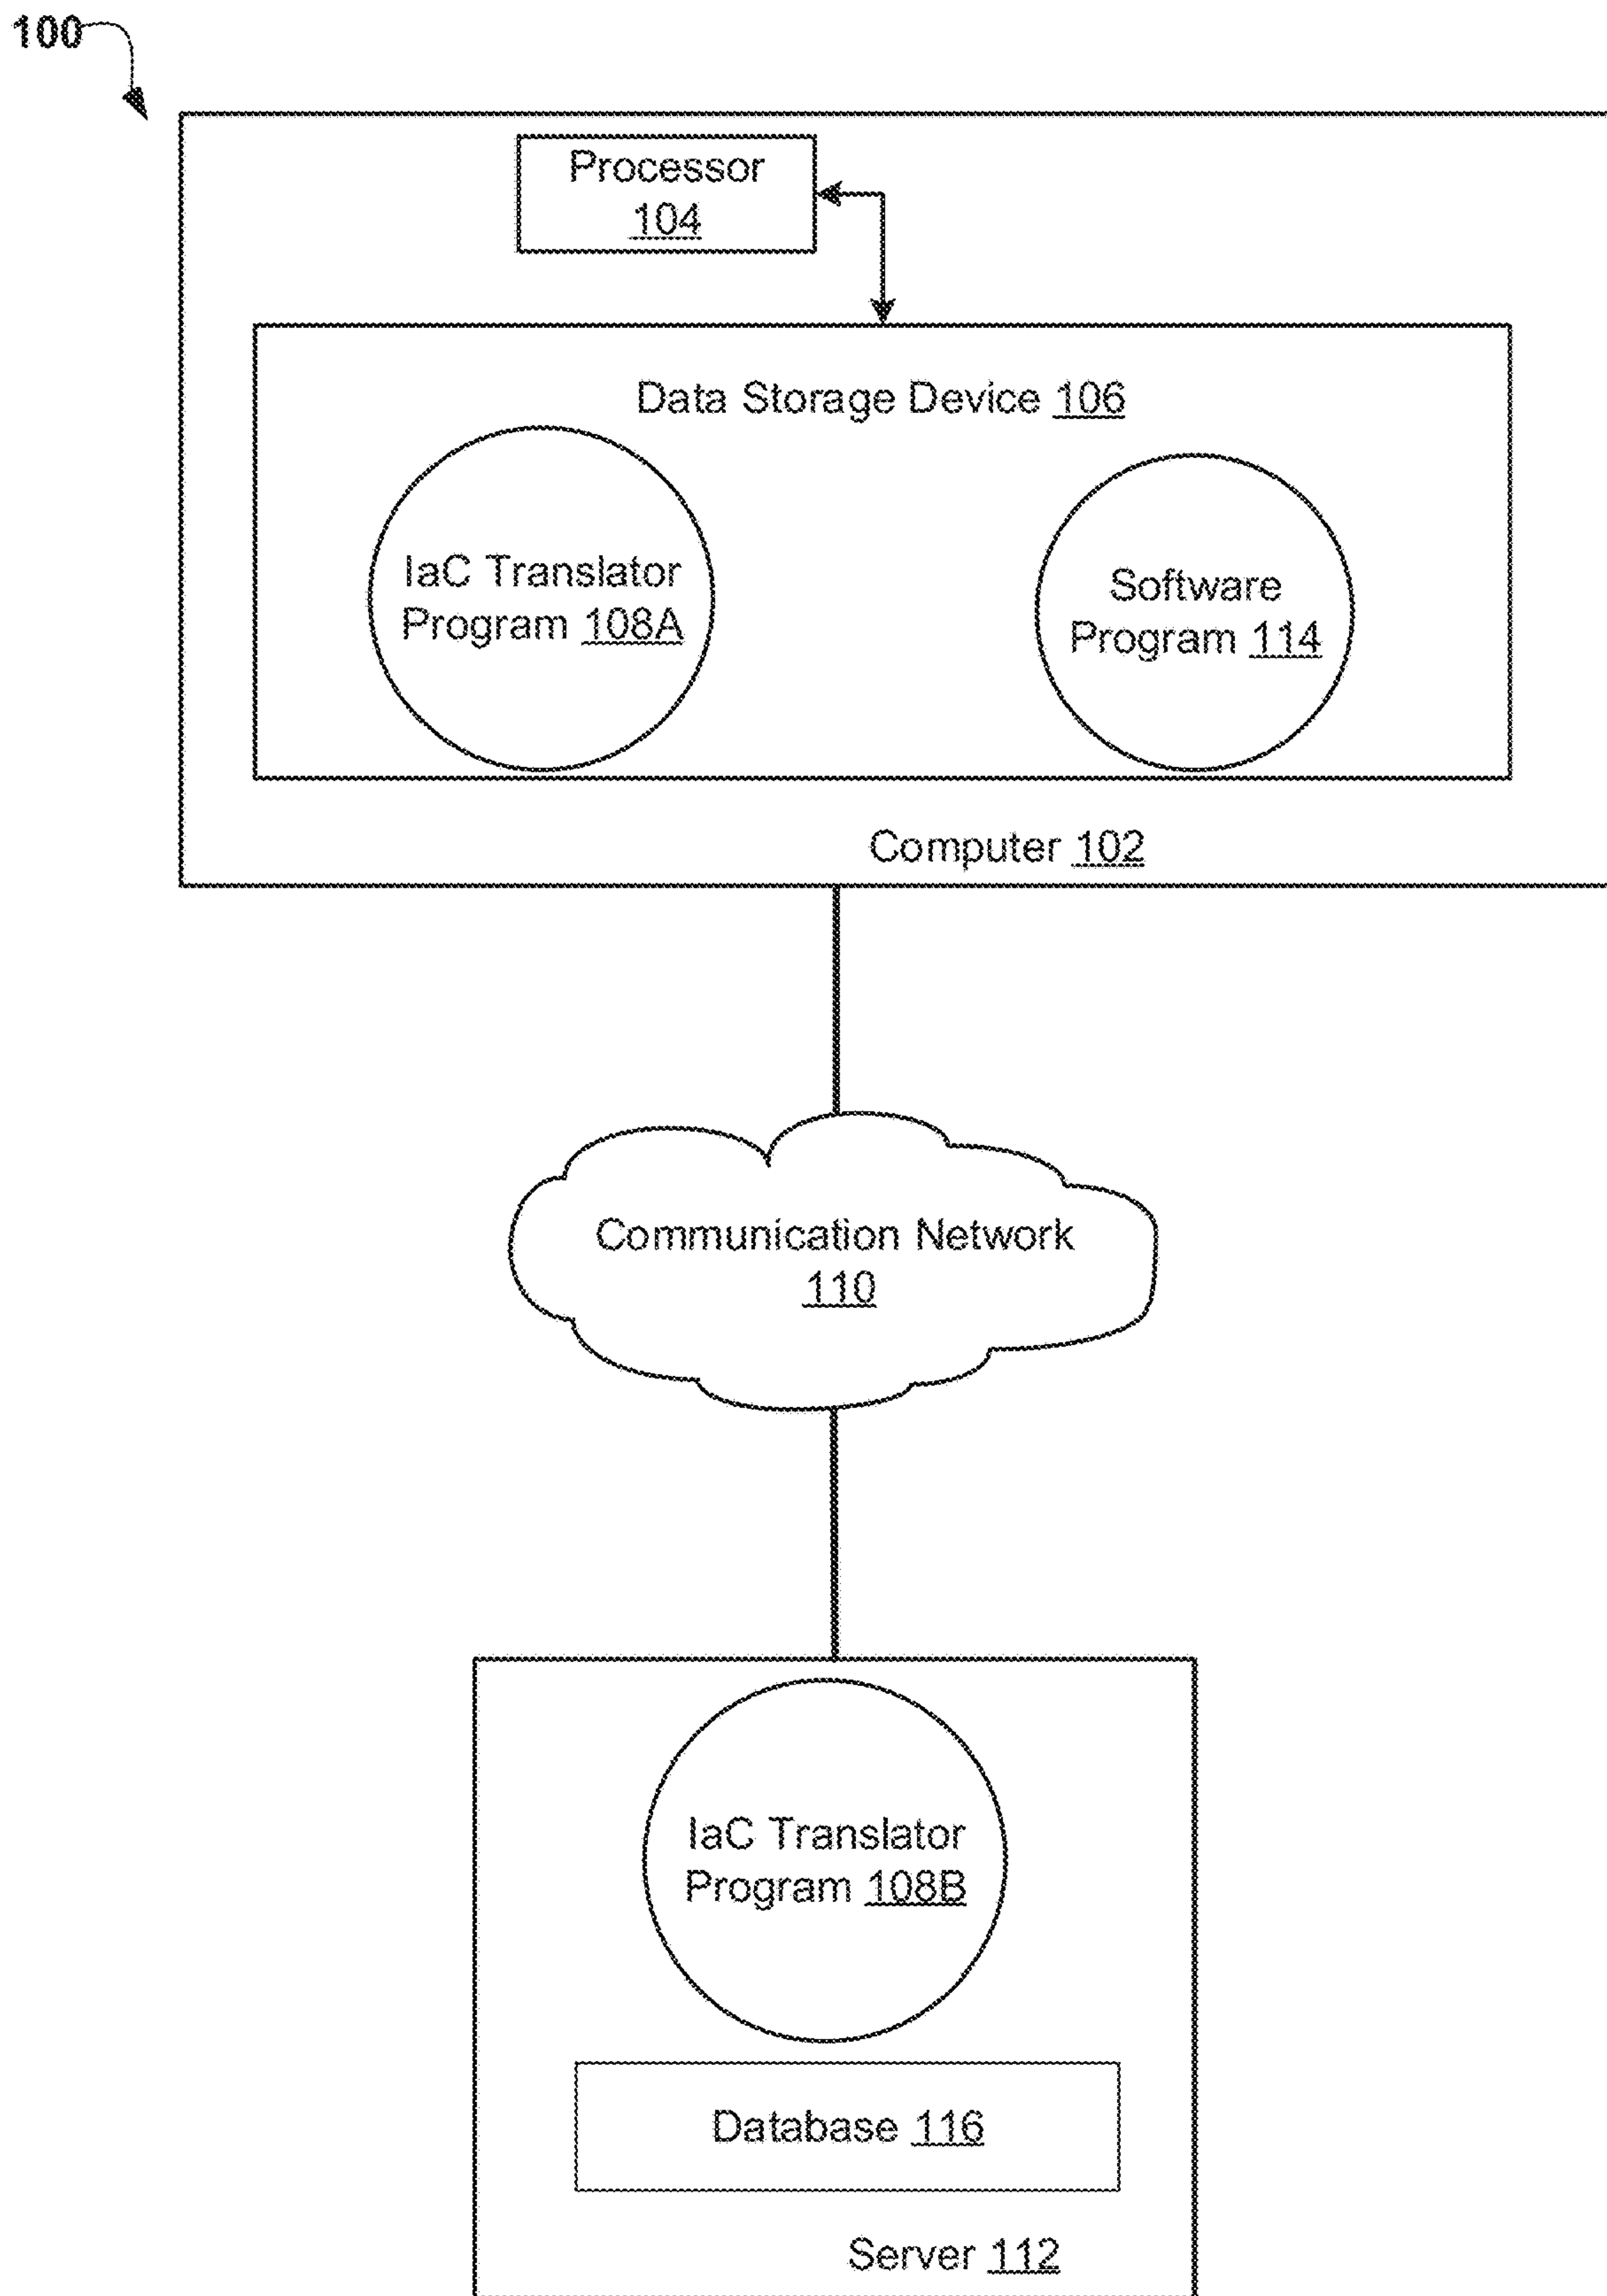 100
Processor
104
Data Storage Device 106
IaC Translator
Program 108A
Software
Program 114
Computer 102
Communication Network
110
IaC Translator
Program 108B
Database 116
Server 112